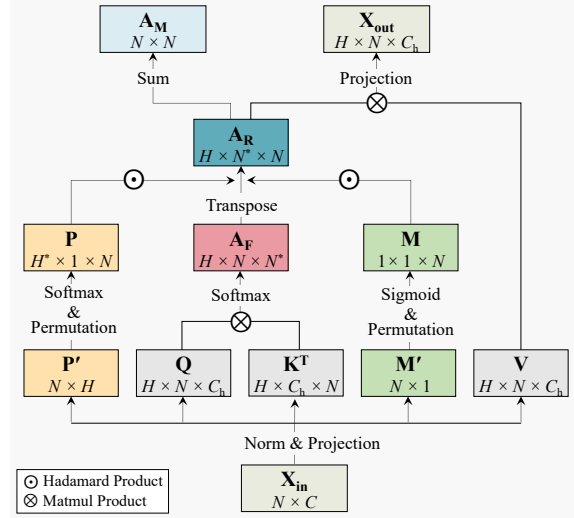 A_M X_out
N × N H × N × C_h
Sum Projection
A_R
H × N* × N
Transpose
P A_F M
H* × 1 × N H × N × N* 1 × 1 × N
Softmax Softmax Sigmoid
& &
Permutation Permutation
P′ Q K^T M′ V
N × H H × N × C_h H × C_h × N N × 1 H × N × C_h
Norm & Projection
X_in
N × C
Hadamard Product
Matmul Product